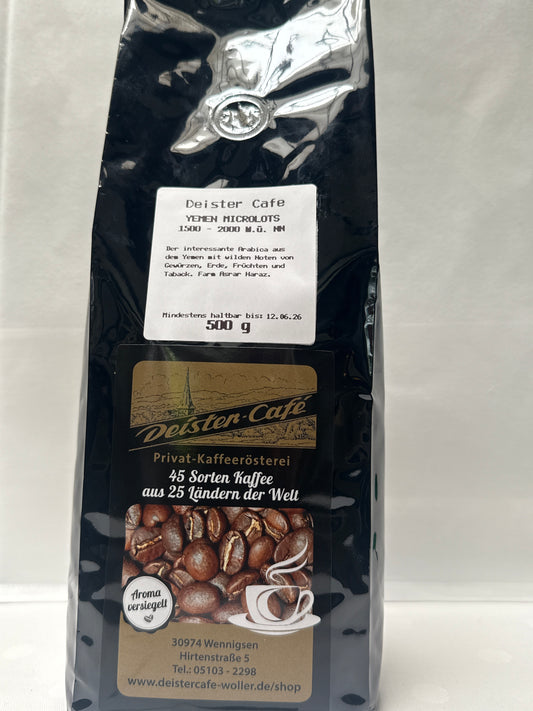 Deister Cafe
YEMEN MICROLOTS
1500 - 2000 M.ü. NN
Der interessante Arabica aus
dem Yemen mit wilden Noten von
Gewürzen, Erde, Früchten und
Taback. Farm Asrar Haraz.
Mindestens haltbar bis: 12.06.26
500 g
Deister-Café
Privat-Kaffeerösterei
45 Sorten Kaffee
aus 25 Ländern der Welt
Aroma
versiegelt
30974 Wennigsen
Hirtenstraße 5
Tel.: 05103 - 2298
www.deistercafe-woller.de/shop